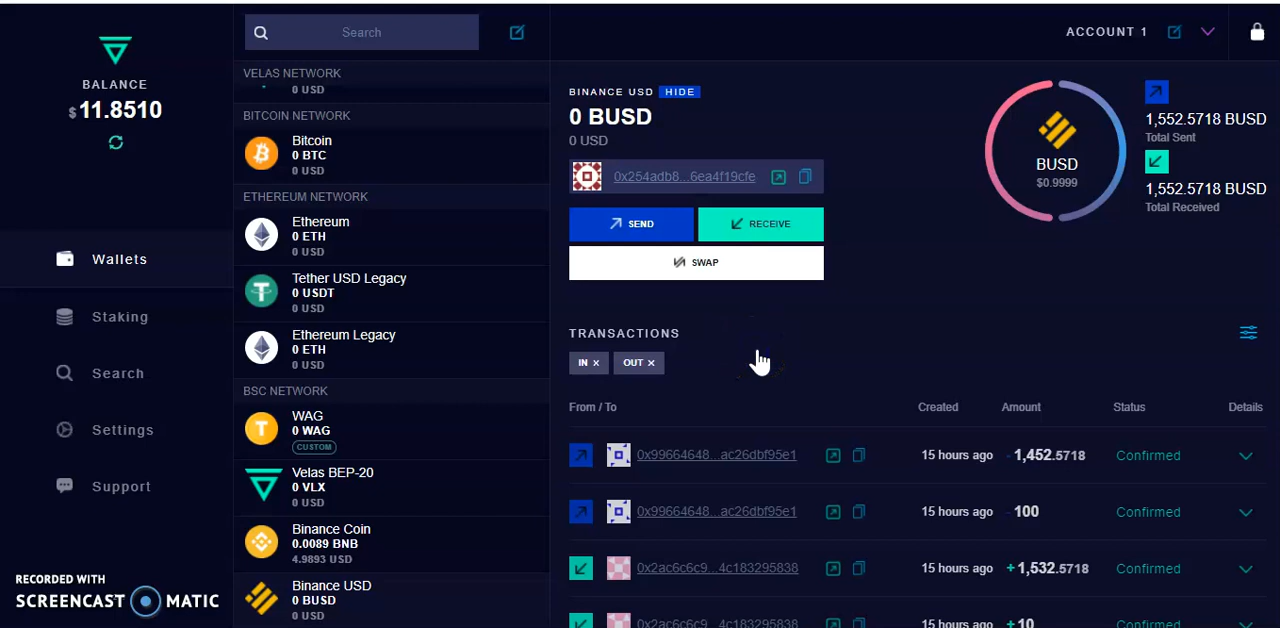 BALANCE
$ 11.8510
Wallets
Staking
Search
Settings
Support
RECORDED WITH
SCREENCAST MATIC
Search
VELAS NETWORK
0 USD
BITCOIN NETWORK
Bitcoin
0 BTC
0 USD
ETHEREUM NETWORK
Ethereum
0 ETH
0 USD
Tether USD Legacy
0 USDT
0 USD
Ethereum Legacy
0 ETH
0 USD
BSC NETWORK
WAG
0 WAG
CUSTOM
Velas BEP-20
0 VLX
0 USD
Binance Coin
0.0089 BNB
4.9893 USD
Binance USD
0 BUSD
0 USD
ACCOUNT 1
BINANCE USD HIDE
0 BUSD
0 USD
0x254adb8...6ea4f19cfe
SEND
RECEIVE
SWAP
BUSD
$0.9999
1,552.5718 BUSD
Total Sent
1,552.5718 BUSD
Total Received
TRANSACTIONS
IN × OUT ×
From / To Created Amount Status Details
0x99664648...ac26dbf95e1 15 hours ago - 1,452.5718 Confirmed
0x99664648...ac26dbf95e1 15 hours ago - 100 Confirmed
0x2ac6c6c9...4c183295838 15 hours ago + 1,532.5718 Confirmed
0x2ac6c6c9...4c183295838 15 hours ago + 10 Confirmed